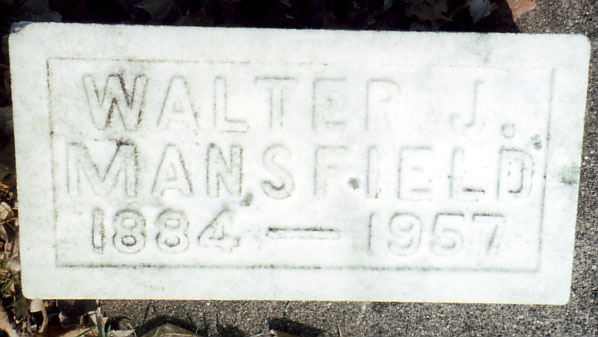 WALTER J.
MANSFIELD
1884 — 1957